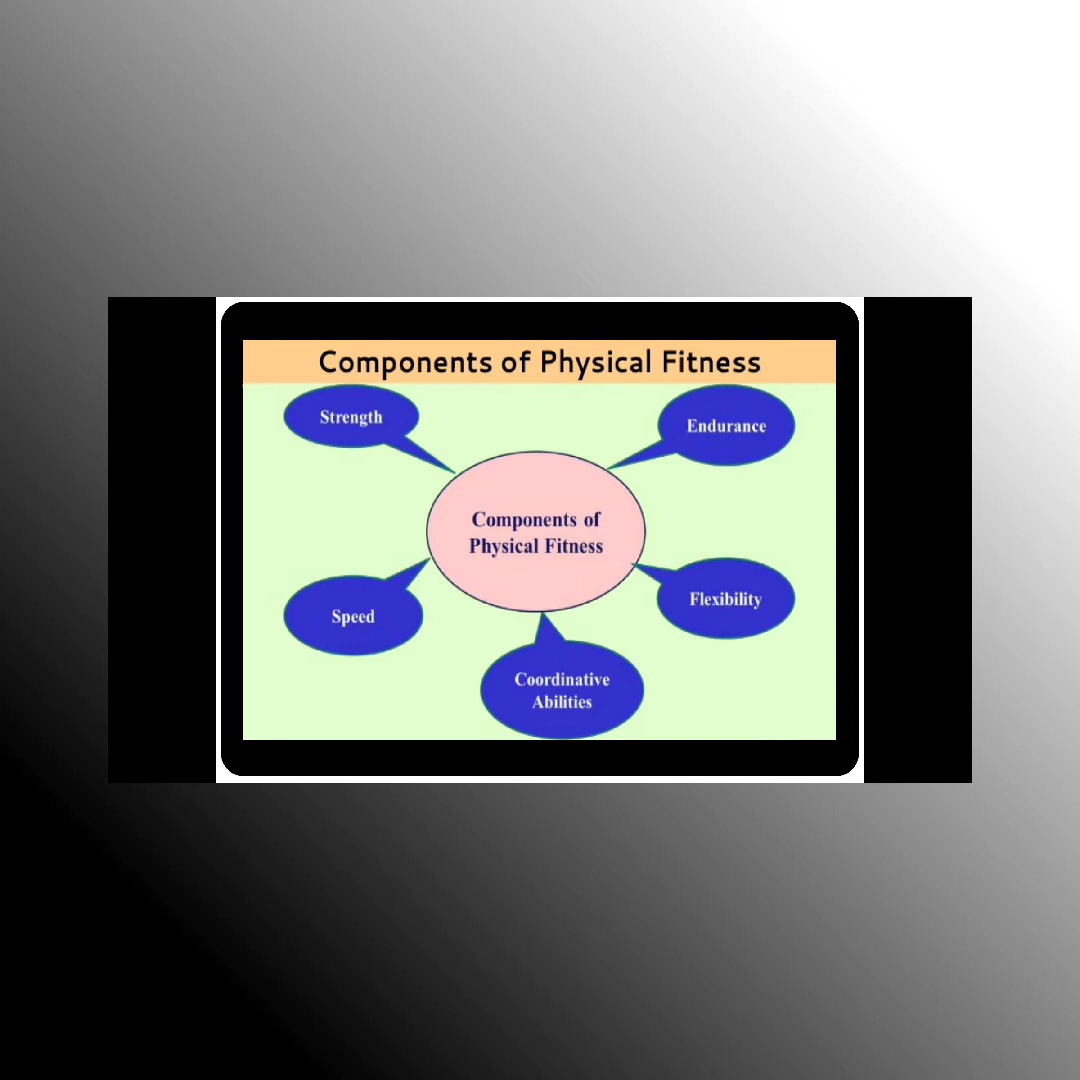 Components of Physical Fitness
Strength
Endurance
Components of
Physical Fitness
Speed
Flexibility
Coordinative
Abilities